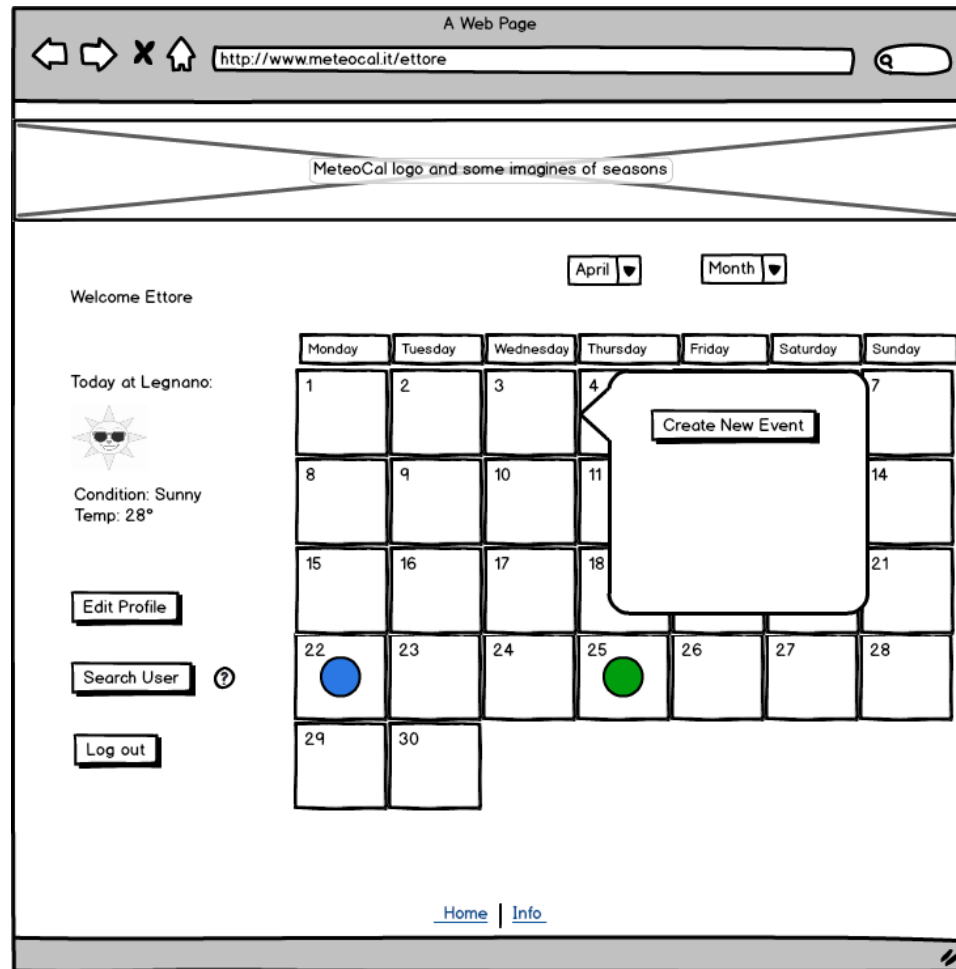 A Web Page
http://www.meteocal.it/ettore
MeteoCal logo and some imagines of seasons
April Month
Welcome Ettore
Monday Tuesday Wednesday Thursday Friday Saturday Sunday
Today at Legnano:
1 2 3 4 7
Create New Event
8 9 10 11 14
Condition: Sunny
Temp: 28°
15 16 17 18 21
Edit Profile
22 23 24 25 26 27 28
Search User ?
29 30
Log out
Home | Info